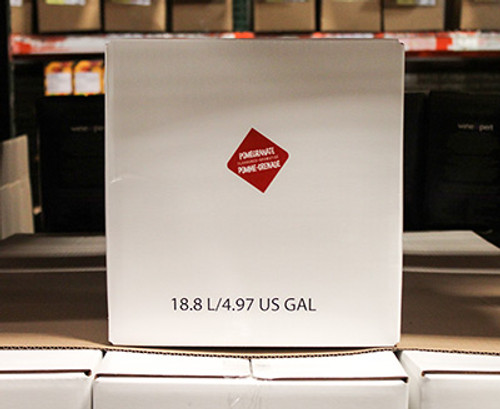 POMEGRANATE
POMME-GRENADE
18.8 L/4.97 US GAL